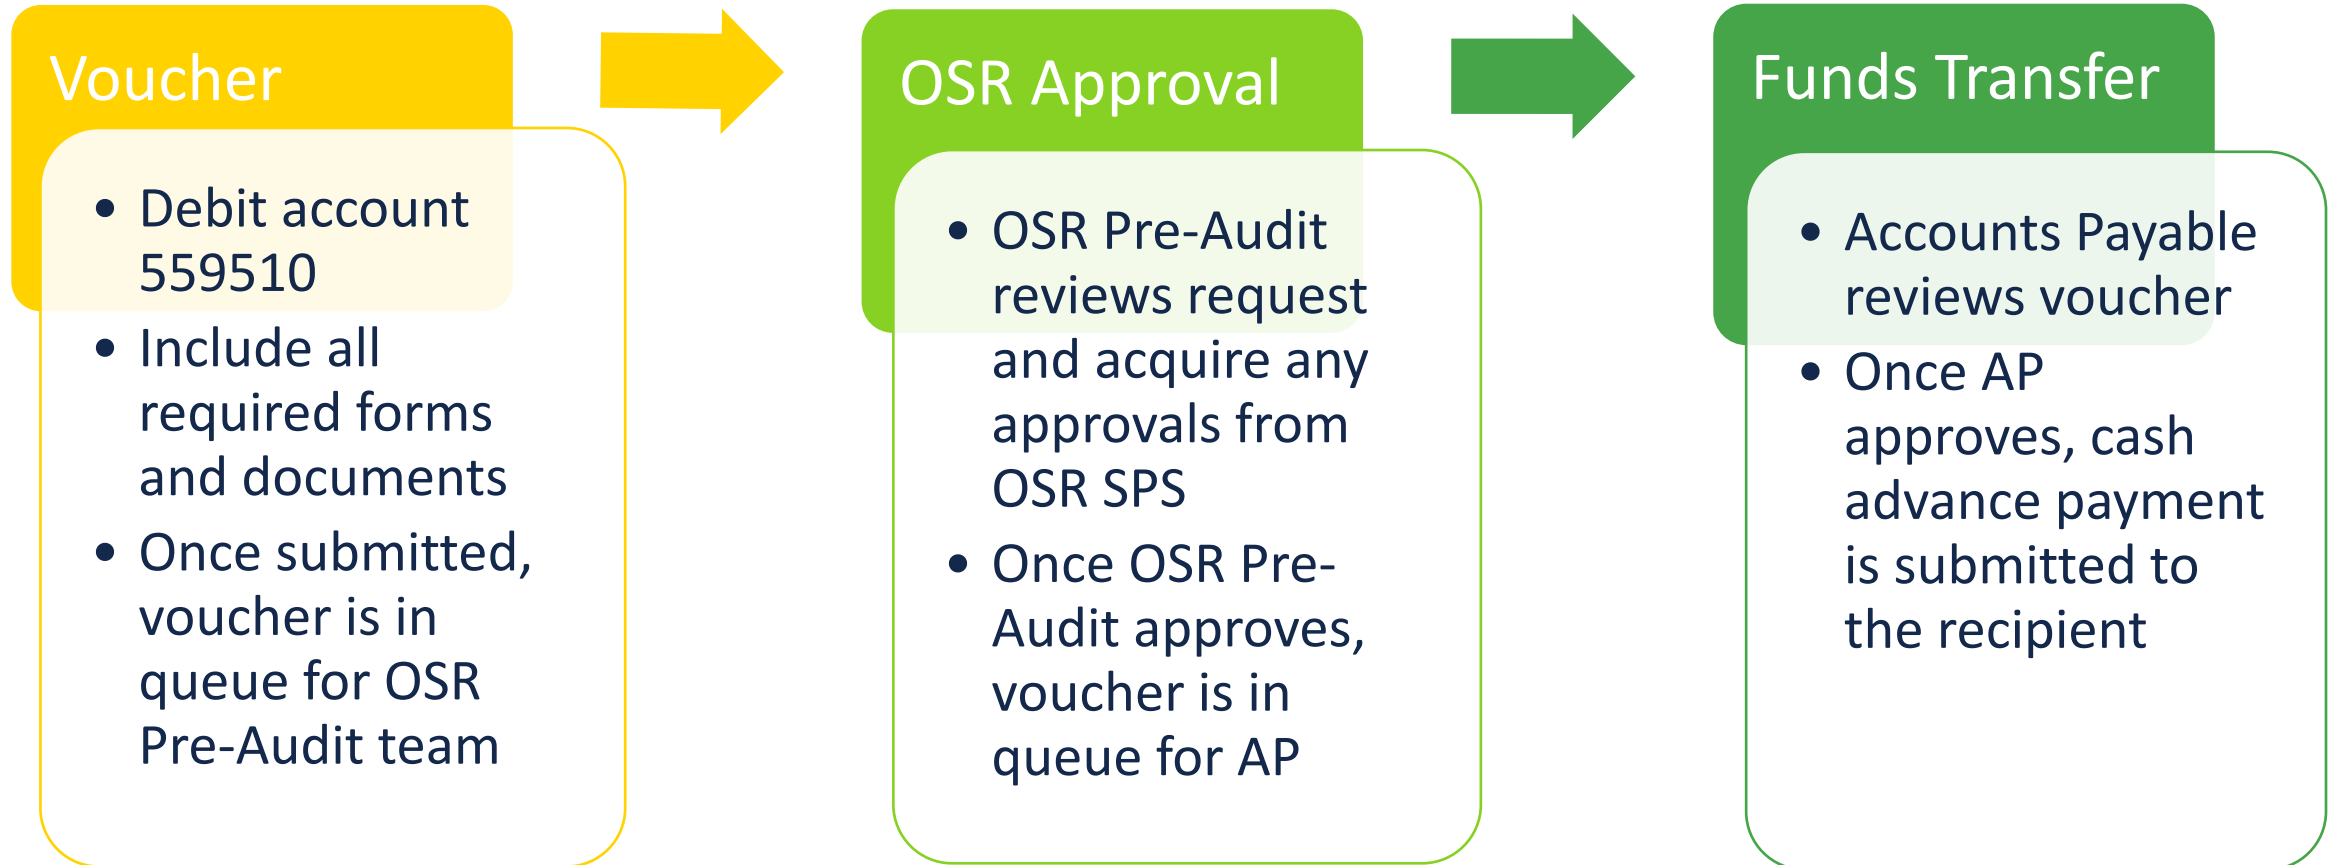 Voucher
• Debit account
559510
• Include all
required forms
and documents
• Once submitted,
voucher is in
queue for OSR
Pre-Audit team
OSR Approval
• OSR Pre-Audit
reviews request
and acquire any
approvals from
OSR SPS
• Once OSR Pre-
Audit approves,
voucher is in
queue for AP
Funds Transfer
• Accounts Payable
reviews voucher
• Once AP
approves, cash
advance payment
is submitted to
the recipient